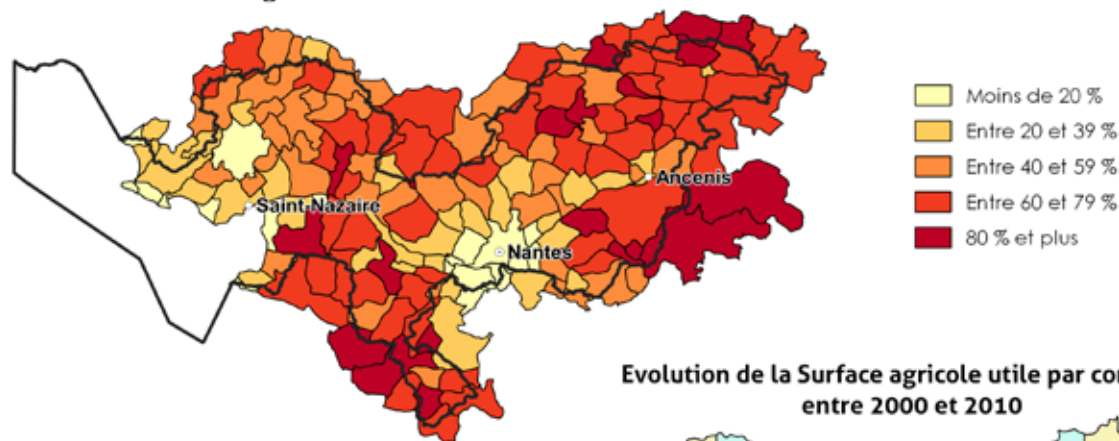 Moins de 20 %
Entre 20 et 39 %
Entre 40 et 59 %
Entre 60 et 79 %
80 % et plus
Ancenis
Saint Nazaire
Nantes
Evolution de la Surface agricole utile par
entre 2000 et 2010